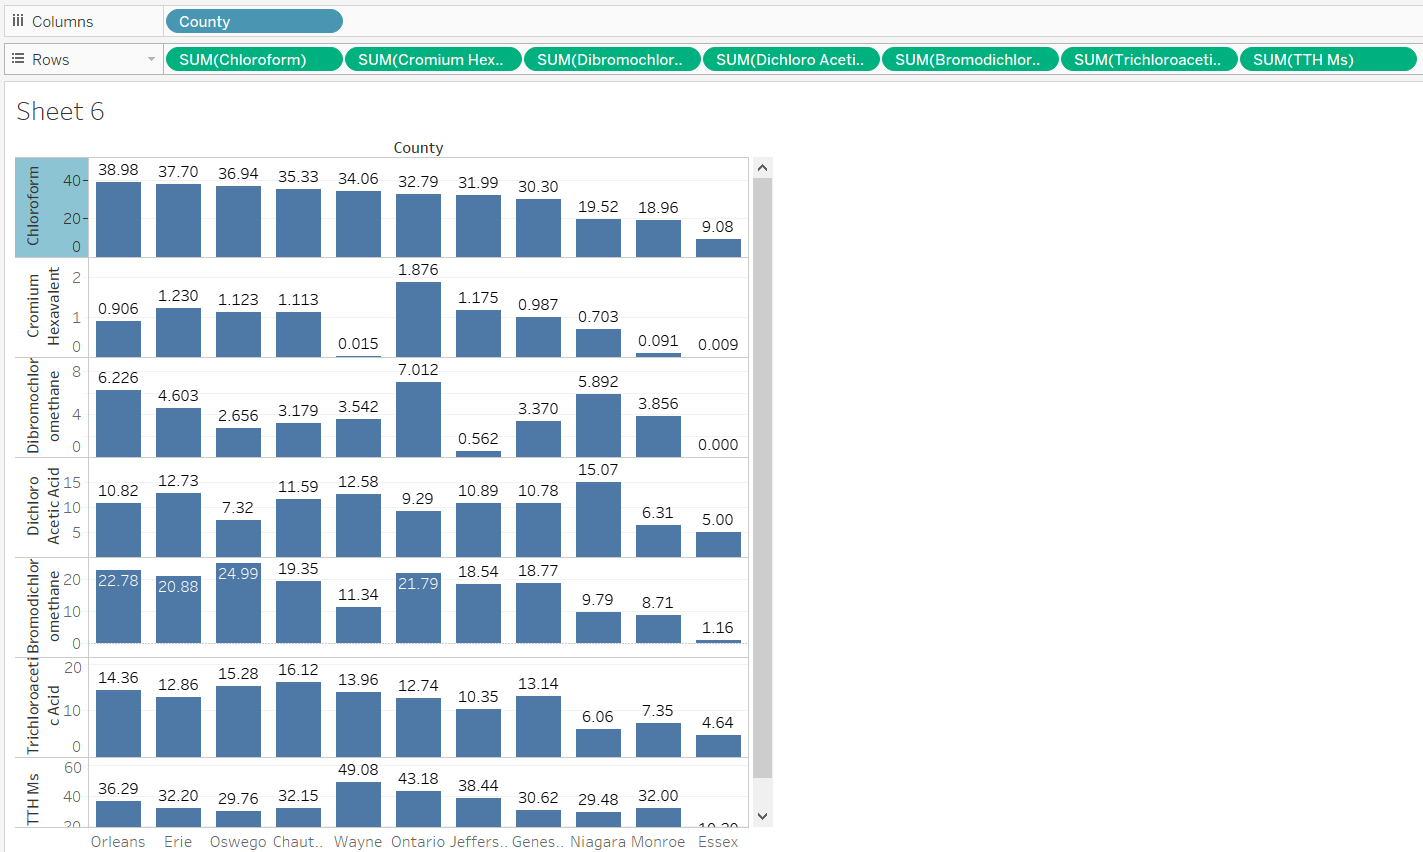 Columns
County
Rows
SUM(Chloroform)
SUM(Cromium Hex..
SUM(Dibromochlor..
SUM(Dichloro Aceti..
SUM(Bromodichlor..
SUM(Trichloroaceti..
SUM(TTH Ms)
Sheet 6
County
Chloroform
40
20
0
38.98 37.70 36.94 35.33 34.06 32.79 31.99 30.30 19.52 18.96 9.08
Cromium
Hexavalent
2
1
0
0.906 1.230 1.123 1.113 0.015 1.876 1.175 0.987 0.703 0.091 0.009
Dibromochlor
omethane
8
4
0
6.226 4.603 2.656 3.179 3.542 7.012 0.562 3.370 5.892 3.856 0.000
Dichloro
Acetic Acid
15
10
5
10.82 12.73 7.32 11.59 12.58 9.29 10.89 10.78 15.07 6.31 5.00
Bromodichlor
omethane
20
10
0
22.78 20.88 24.99 19.35 11.34 21.79 18.54 18.77 9.79 8.71 1.16
Trichloroaceti
c Acid
20
10
0
14.36 12.86 15.28 16.12 13.96 12.74 10.35 13.14 6.06 7.35 4.64
TTH Ms
60
40
20
36.29 32.20 29.76 32.15 49.08 43.18 38.44 30.62 29.48 32.00
Orleans Erie Oswego Chaut.. Wayne Ontario Jeffers.. Genes.. Niagara Monroe Essex